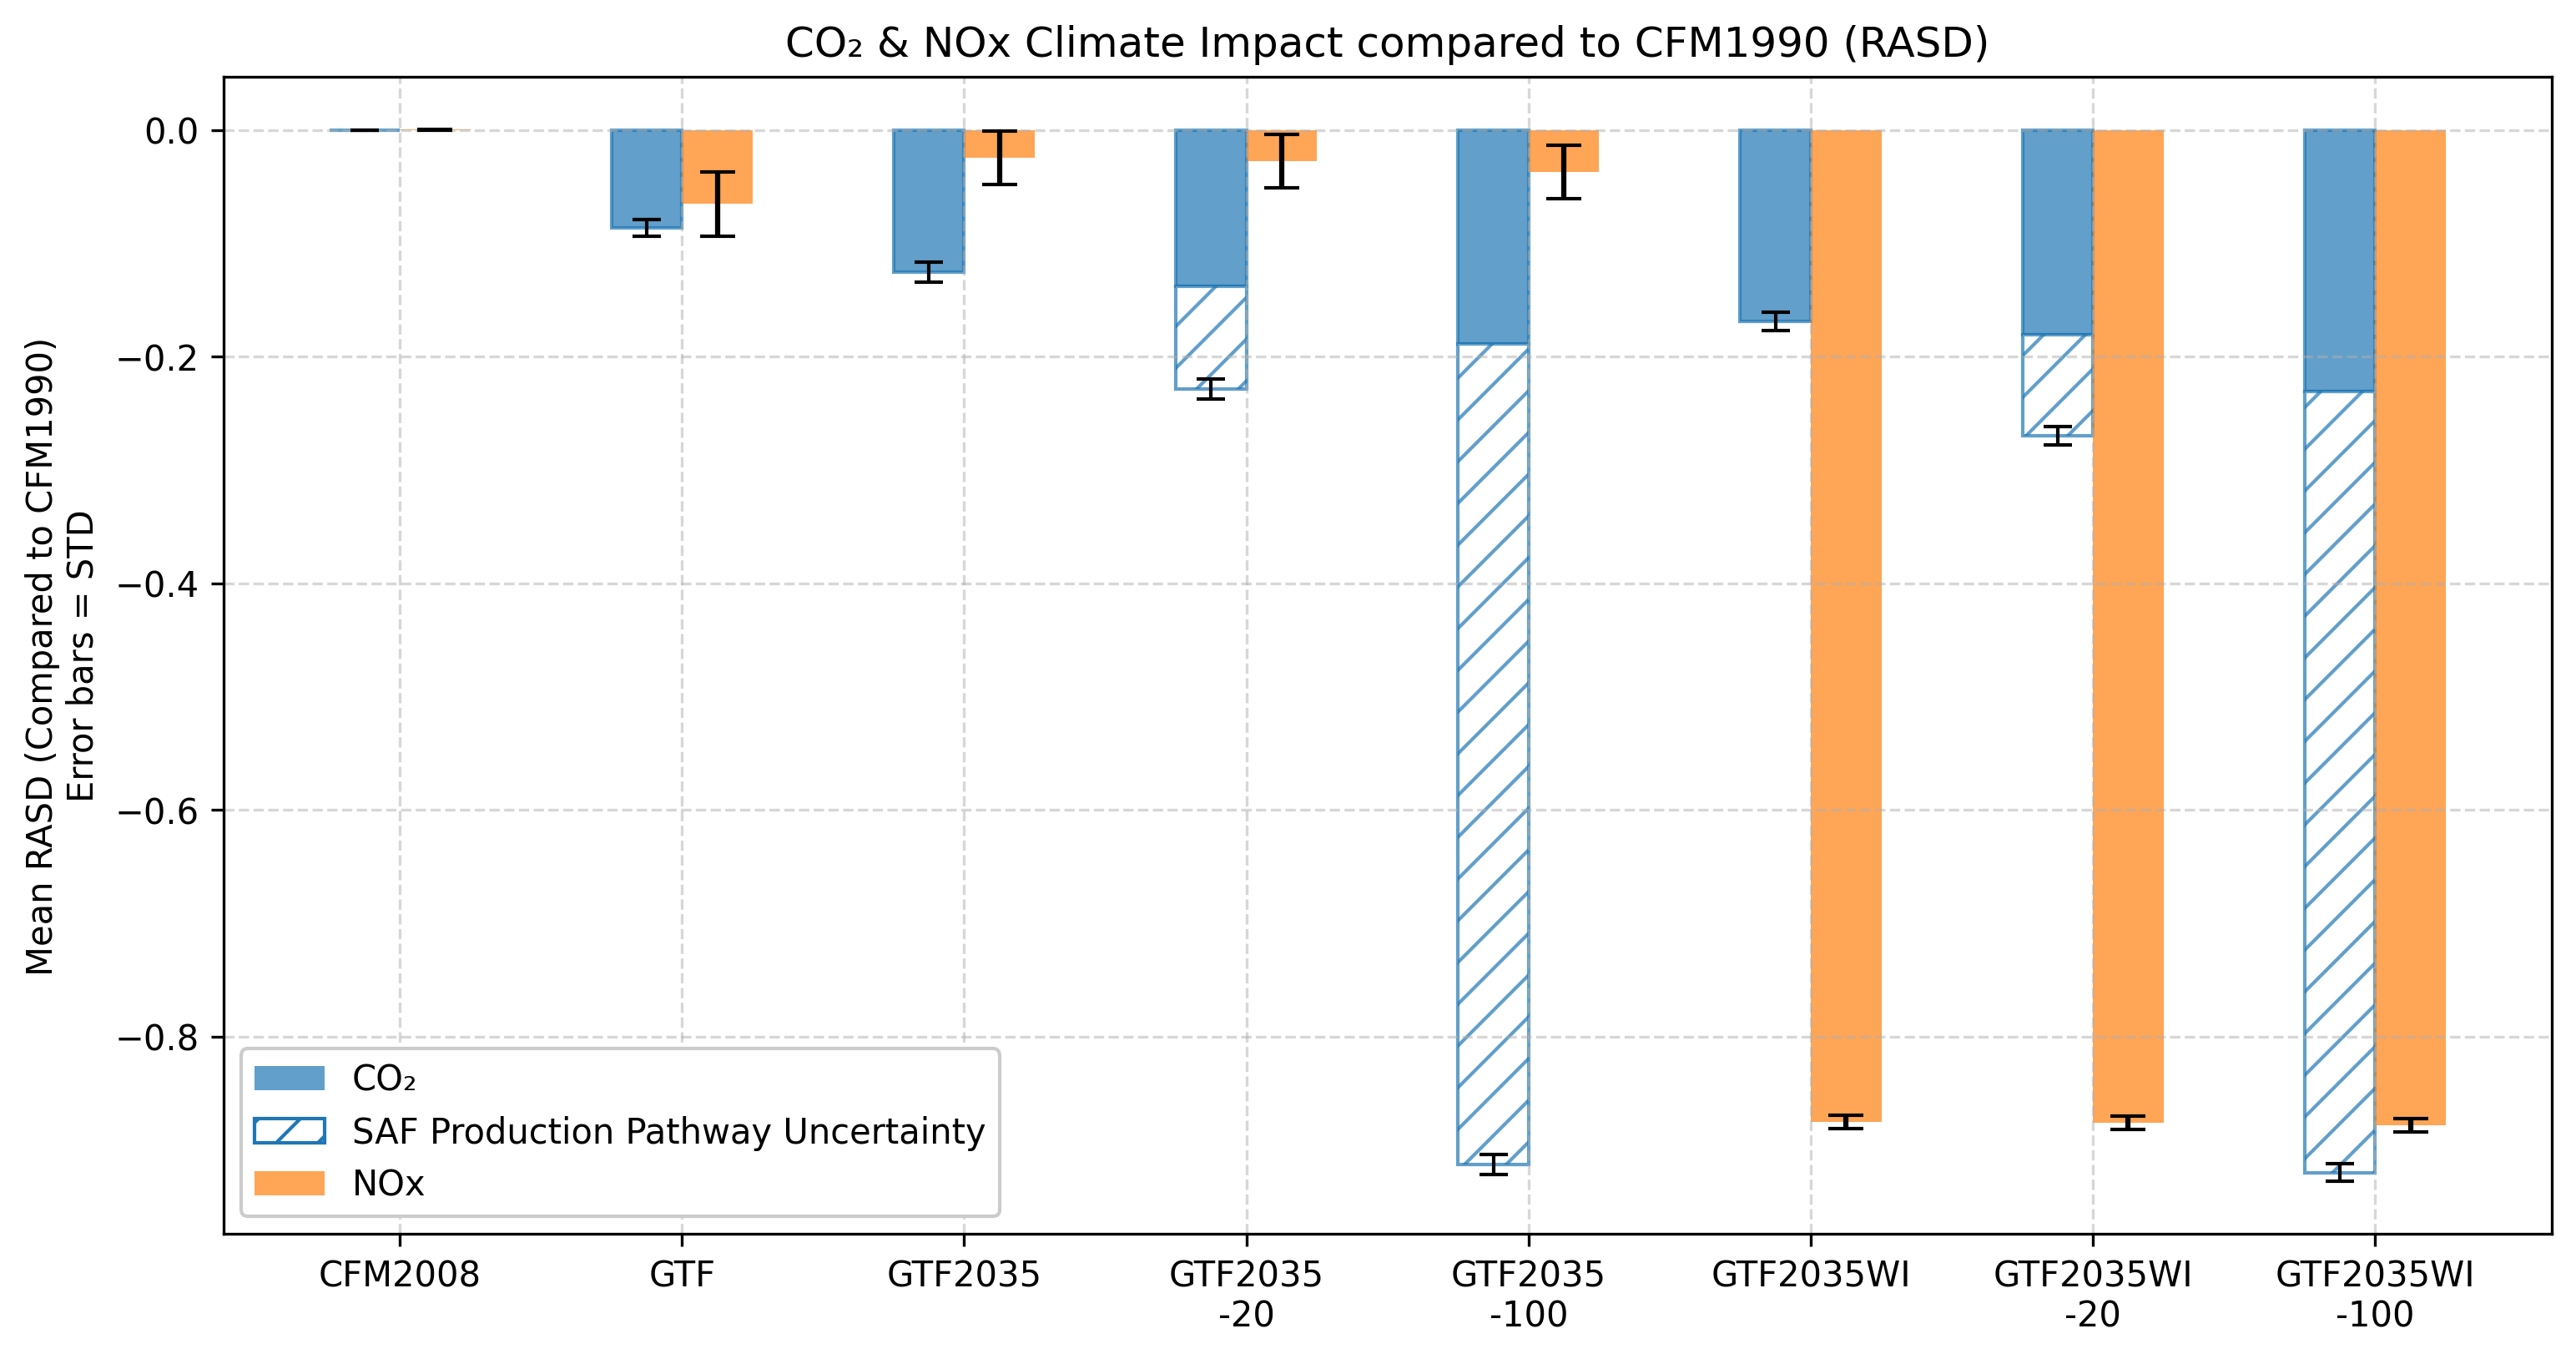 CO₂ & NOx Climate Impact compared to CFM1990 (RASD)
Mean RASD (Compared to CFM1990)
Error bars = STD
0.0
−0.2
−0.4
−0.6
−0.8
CO₂
SAF Production Pathway Uncertainty
NOx
CFM2008
GTF
GTF2035
GTF2035
-20
GTF2035
-100
GTF2035WI
GTF2035WI
-20
GTF2035WI
-100